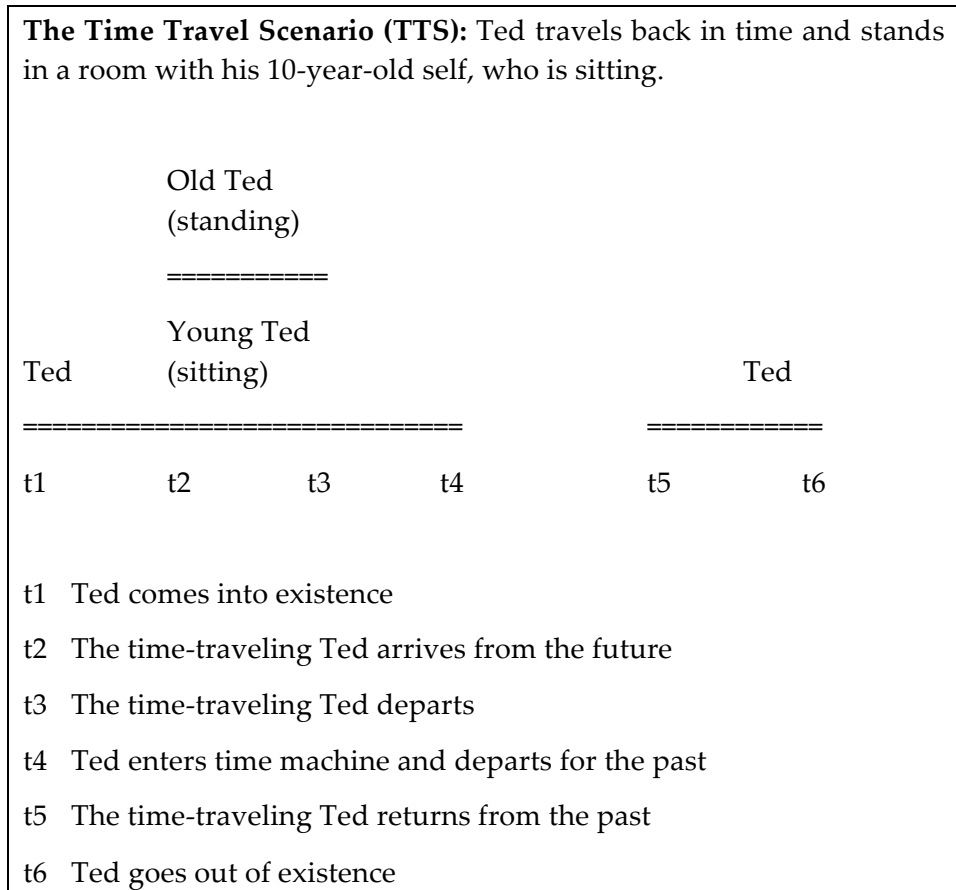 The Time Travel Scenario (TTS): Ted travels back in time and stands
in a room with his 10-year-old self, who is sitting.
Old Ted
(standing)
===========
Young Ted
Ted (sitting) Ted
============================== ============
t1 t2 t3 t4 t5 t6
t1 Ted comes into existence
t2 The time-traveling Ted arrives from the future
t3 The time-traveling Ted departs
t4 Ted enters time machine and departs for the past
t5 The time-traveling Ted returns from the past
t6 Ted goes out of existence